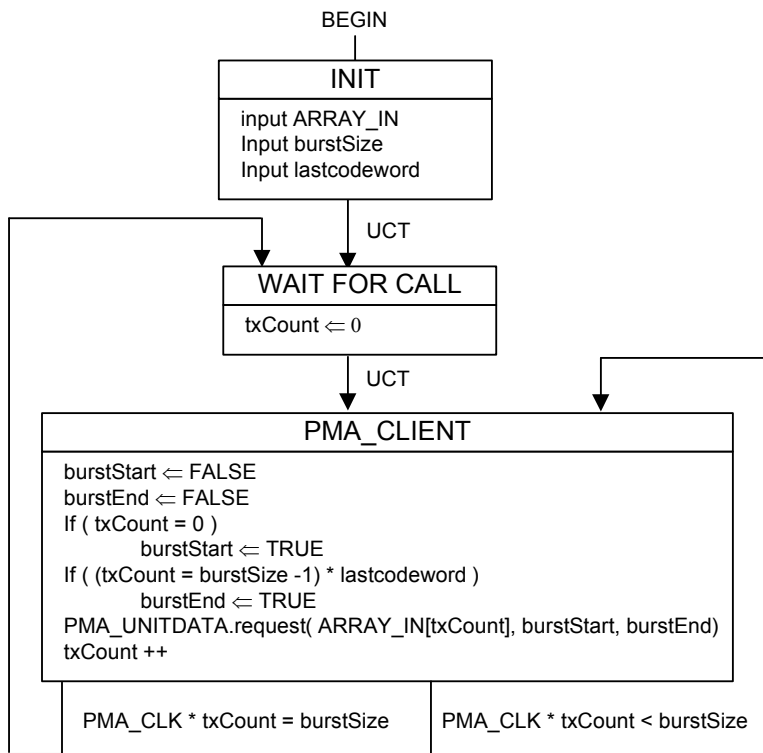 BEGIN
INIT
input ARRAY_IN
Input burstSize
Input lastcodeword
UCT
WAIT FOR CALL
txCount ⇐ 0
UCT
PMA_CLIENT
burstStart ⇐ FALSE
burstEnd ⇐ FALSE
If ( txCount = 0 )
burstStart ⇐ TRUE
If ( (txCount = burstSize -1) * lastcodeword )
burstEnd ⇐ TRUE
PMA_UNITDATA.request( ARRAY_IN[txCount], burstStart, burstEnd)
txCount ++
PMA_CLK * txCount = burstSize
PMA_CLK * txCount < burstSize